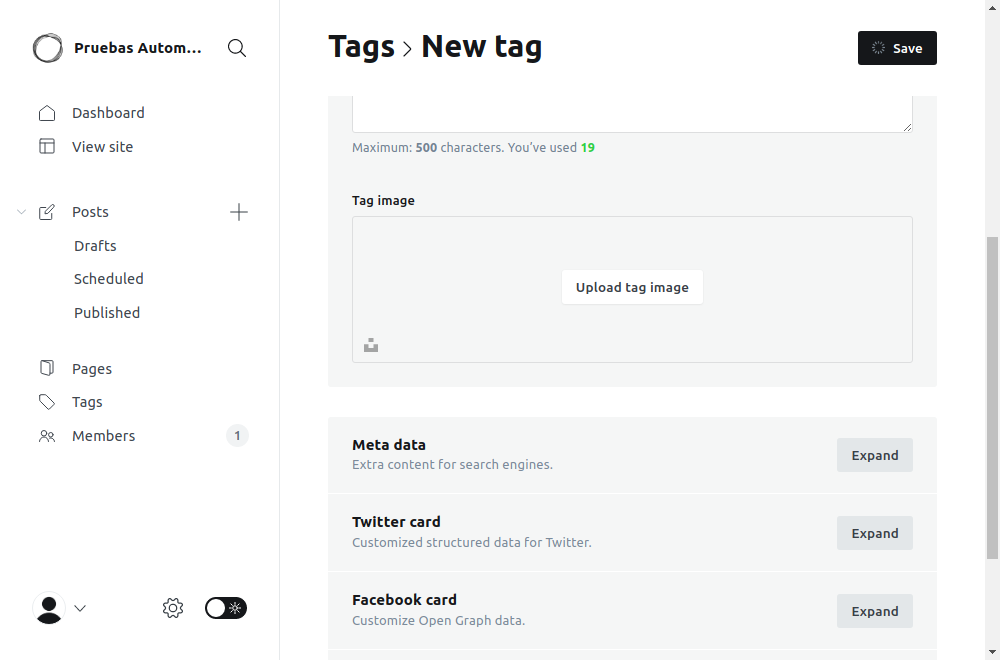 Pruebas Autom...
Dashboard
View site
Posts
Drafts
Scheduled
Published
Pages
Tags
Members
1
Tags > New tag
Save
Maximum: 500 characters. You’ve used 19
Tag image
Upload tag image
Meta data
Extra content for search engines.
Expand
Twitter card
Customized structured data for Twitter.
Expand
Facebook card
Customize Open Graph data.
Expand